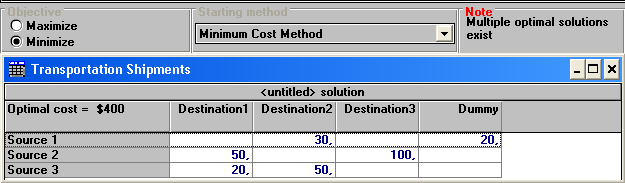 Objective
Maximize
Minimize
Starting method
Minimum Cost Method
Note
Multiple optimal solutions
exist
Transportation Shipments
<untitled> solution
Optimal cost = $400 Destination1 Destination2 Destination3 Dummy
Source 1 30, 20,
Source 2 50, 100,
Source 3 20, 50,